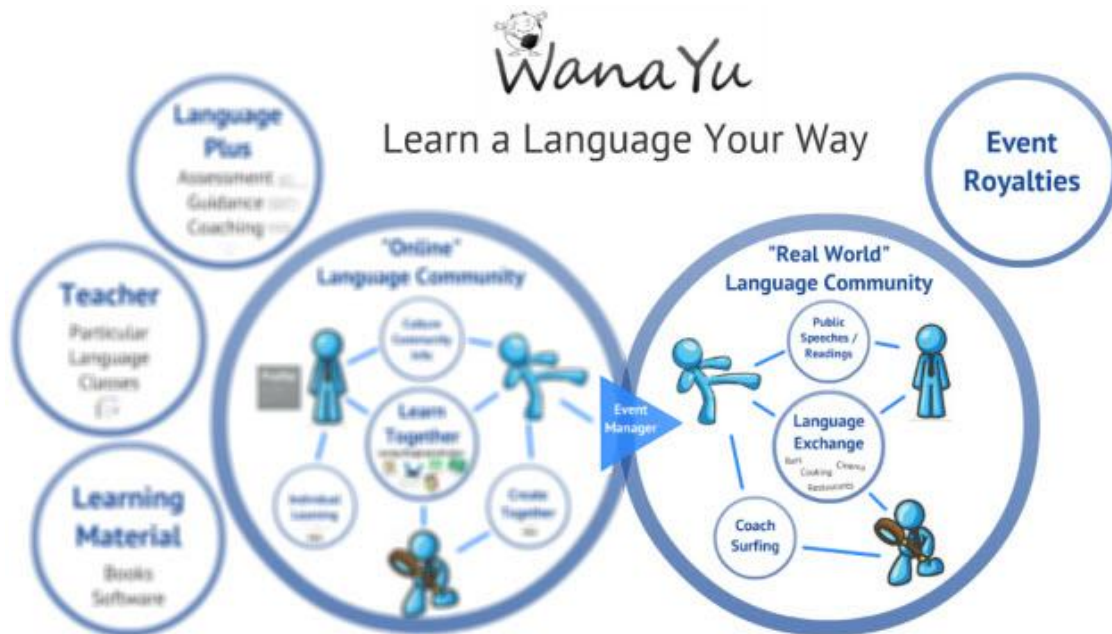 WanaYu
Learn a Language Your Way
Language
Plus
Assessment
Guidance
Coaching
Teacher
Particular
Language
Classes
Learning
Material
Books
Software
"Online"
Language Community
Culture
Community
Info
Learn
Together
Individual
Learning
Create
Together
Event
Manager
"Real World"
Language Community
Public
Speeches /
Readings
Language
Exchange
Bars
Cooking
Cinema
Restaurants
Coach
Surfing
Event
Royalties